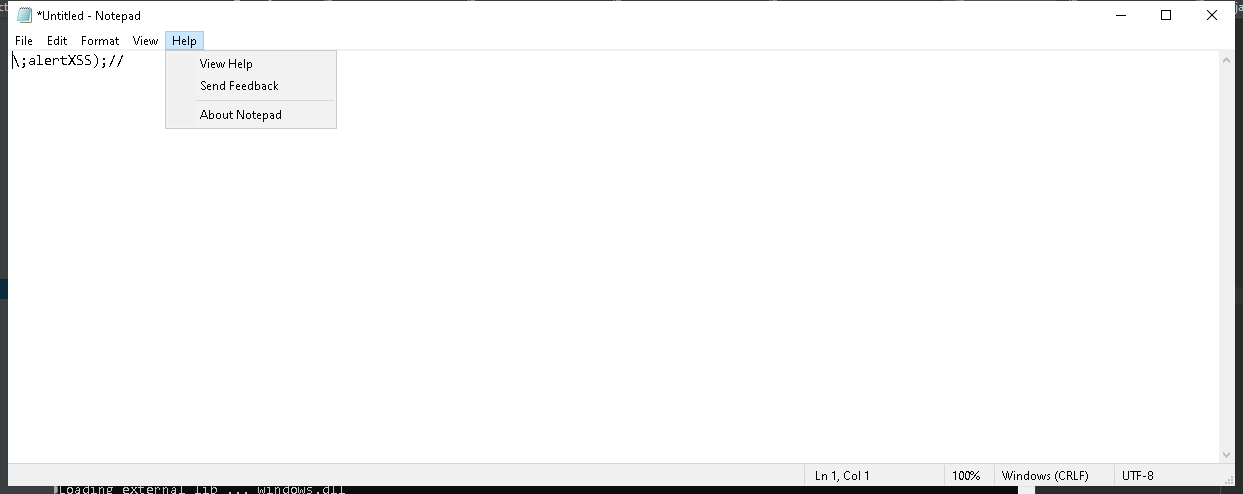 *Untitled - Notepad
File Edit Format View Help
\;alertXSS);//
View Help
Send Feedback
About Notepad
Ln 1, Col 1 100% Windows (CRLF) UTF-8
Loading external lib ... windows.dll